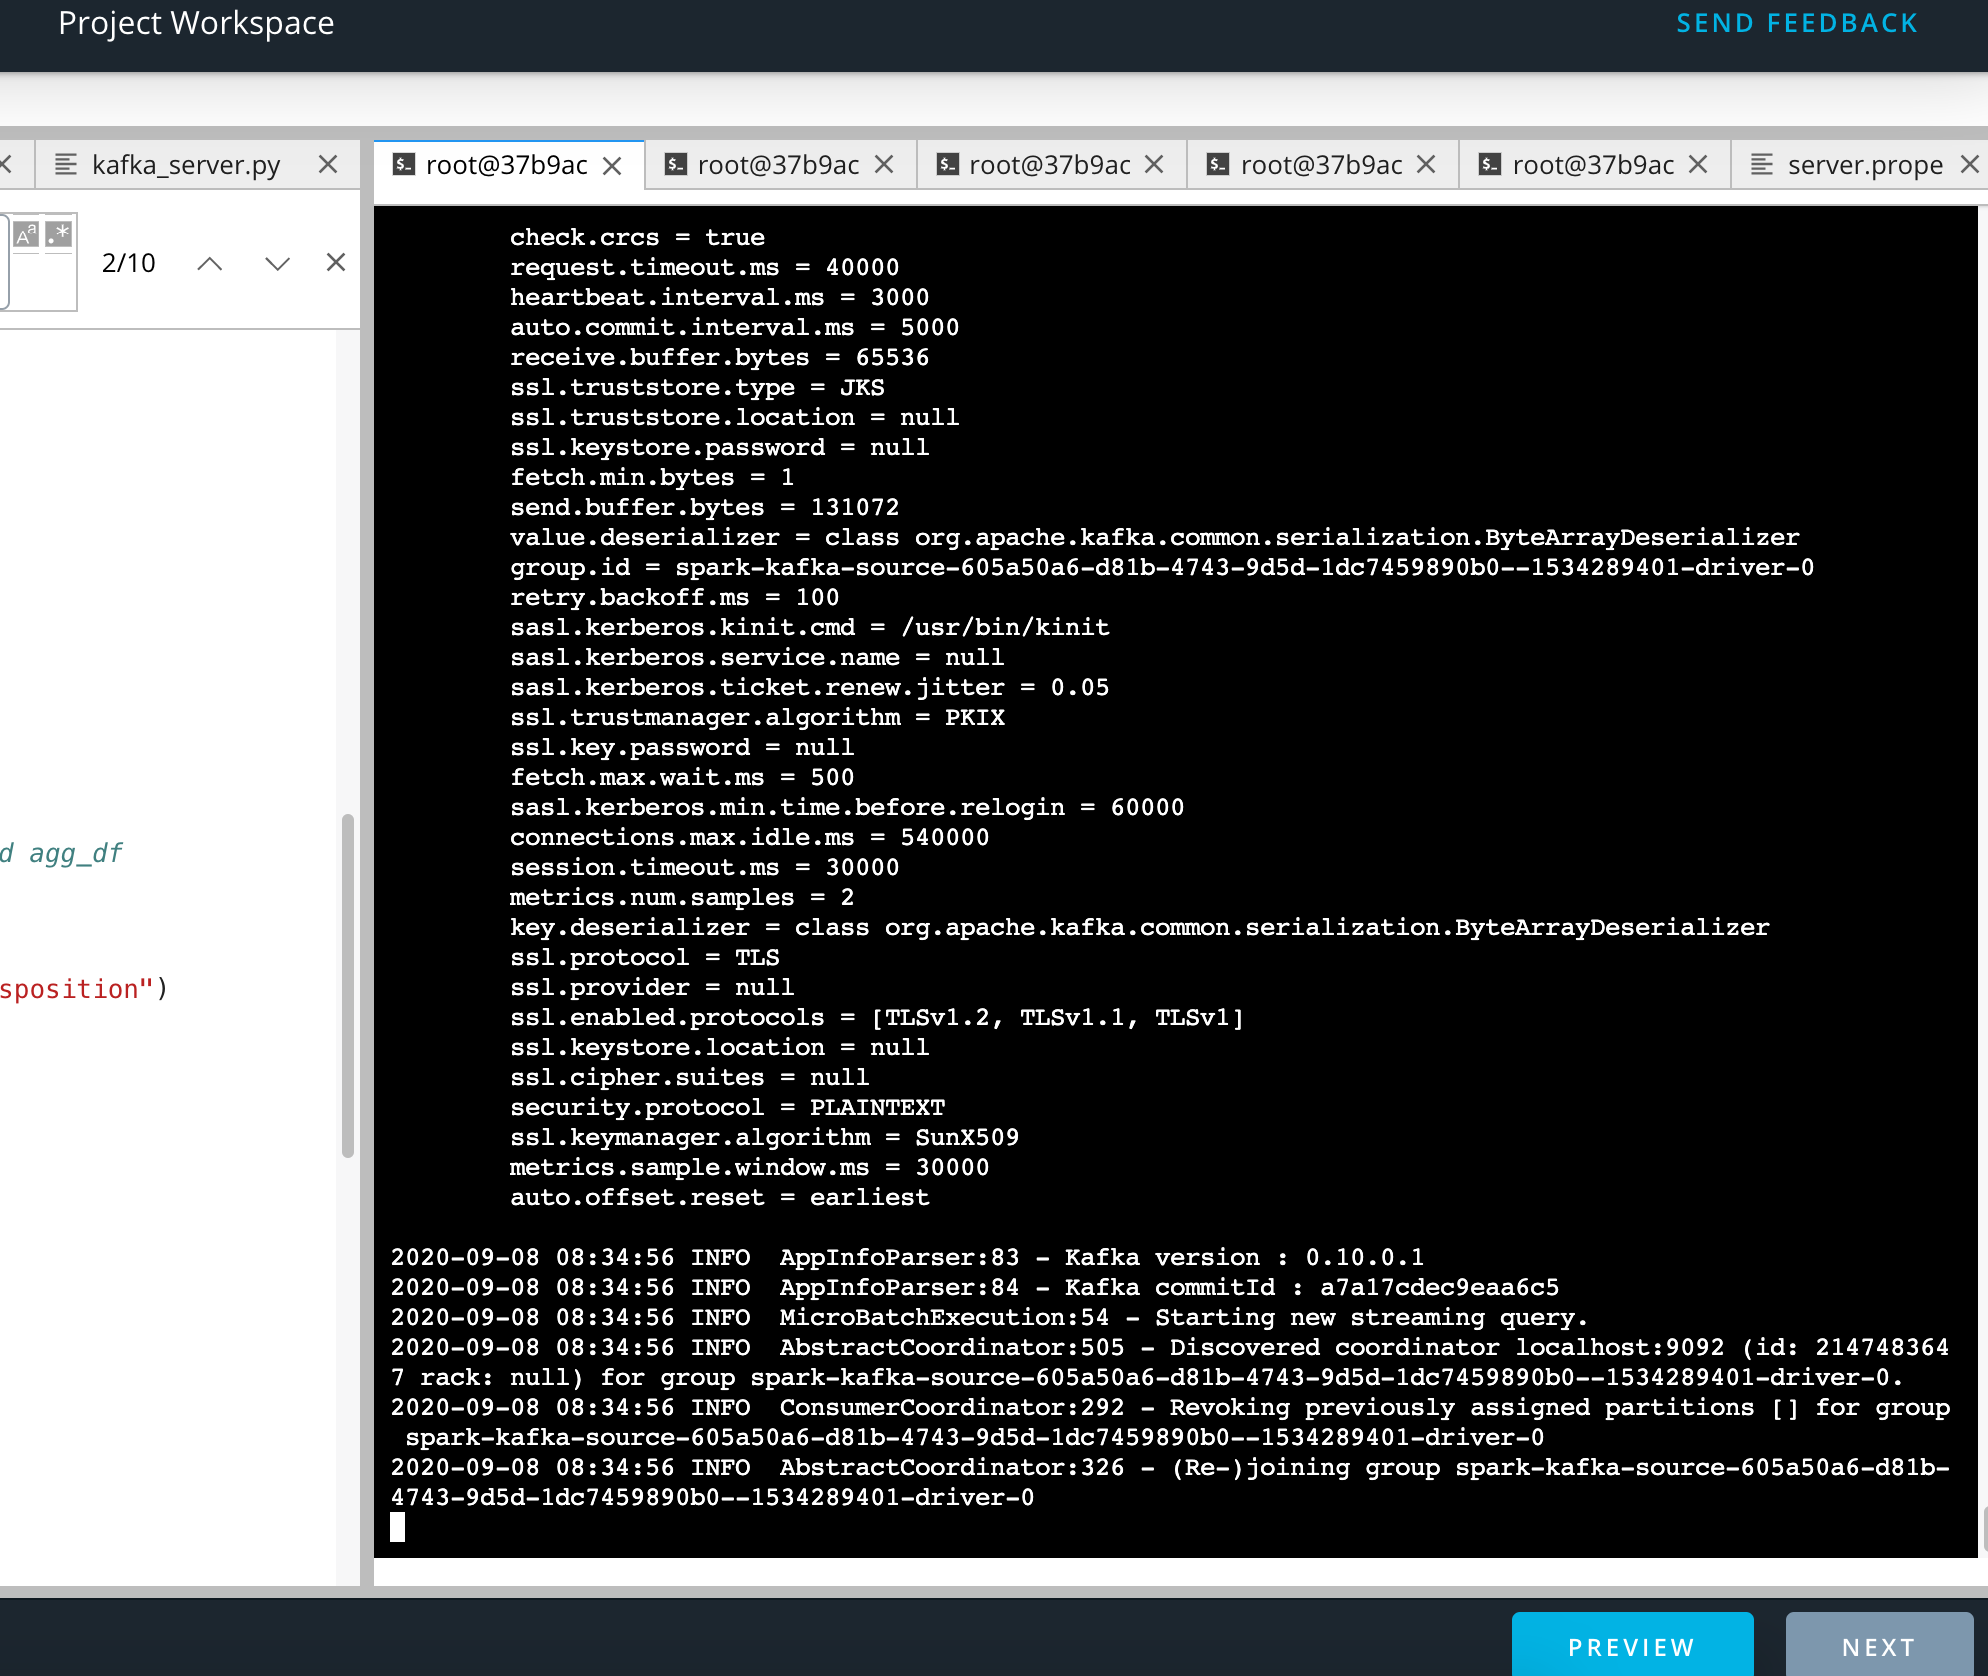 Project Workspace
SEND FEEDBACK
kafka_server.py
root@37b9ac
root@37b9ac
root@37b9ac
root@37b9ac
root@37b9ac
server.prope
2/10
d agg_df
sposition")
check.crcs = true
request.timeout.ms = 40000
heartbeat.interval.ms = 3000
auto.commit.interval.ms = 5000
receive.buffer.bytes = 65536
ssl.truststore.type = JKS
ssl.truststore.location = null
ssl.keystore.password = null
fetch.min.bytes = 1
send.buffer.bytes = 131072
value.deserializer = class org.apache.kafka.common.serialization.ByteArrayDeserializer
group.id = spark-kafka-source-605a50a6-d81b-4743-9d5d-1dc7459890b0--1534289401-driver-0
retry.backoff.ms = 100
sasl.kerberos.kinit.cmd = /usr/bin/kinit
sasl.kerberos.service.name = null
sasl.kerberos.ticket.renew.jitter = 0.05
ssl.trustmanager.algorithm = PKIX
ssl.key.password = null
fetch.max.wait.ms = 500
sasl.kerberos.min.time.before.relogin = 60000
connections.max.idle.ms = 540000
session.timeout.ms = 30000
metrics.num.samples = 2
key.deserializer = class org.apache.kafka.common.serialization.ByteArrayDeserializer
ssl.protocol = TLS
ssl.provider = null
ssl.enabled.protocols = [TLSv1.2, TLSv1.1, TLSv1]
ssl.keystore.location = null
ssl.cipher.suites = null
security.protocol = PLAINTEXT
ssl.keymanager.algorithm = SunX509
metrics.sample.window.ms = 30000
auto.offset.reset = earliest
2020-09-08 08:34:56 INFO  AppInfoParser:83 - Kafka version : 0.10.0.1
2020-09-08 08:34:56 INFO  AppInfoParser:84 - Kafka commitId : a7a17cdec9eaa6c5
2020-09-08 08:34:56 INFO  MicroBatchExecution:54 - Starting new streaming query.
2020-09-08 08:34:56 INFO  AbstractCoordinator:505 - Discovered coordinator localhost:9092 (id: 214748364
7 rack: null) for group spark-kafka-source-605a50a6-d81b-4743-9d5d-1dc7459890b0--1534289401-driver-0.
2020-09-08 08:34:56 INFO  ConsumerCoordinator:292 - Revoking previously assigned partitions [] for group
spark-kafka-source-605a50a6-d81b-4743-9d5d-1dc7459890b0--1534289401-driver-0
2020-09-08 08:34:56 INFO  AbstractCoordinator:326 - (Re-)joining group spark-kafka-source-605a50a6-d81b-
4743-9d5d-1dc7459890b0--1534289401-driver-0
PREVIEW
NEXT